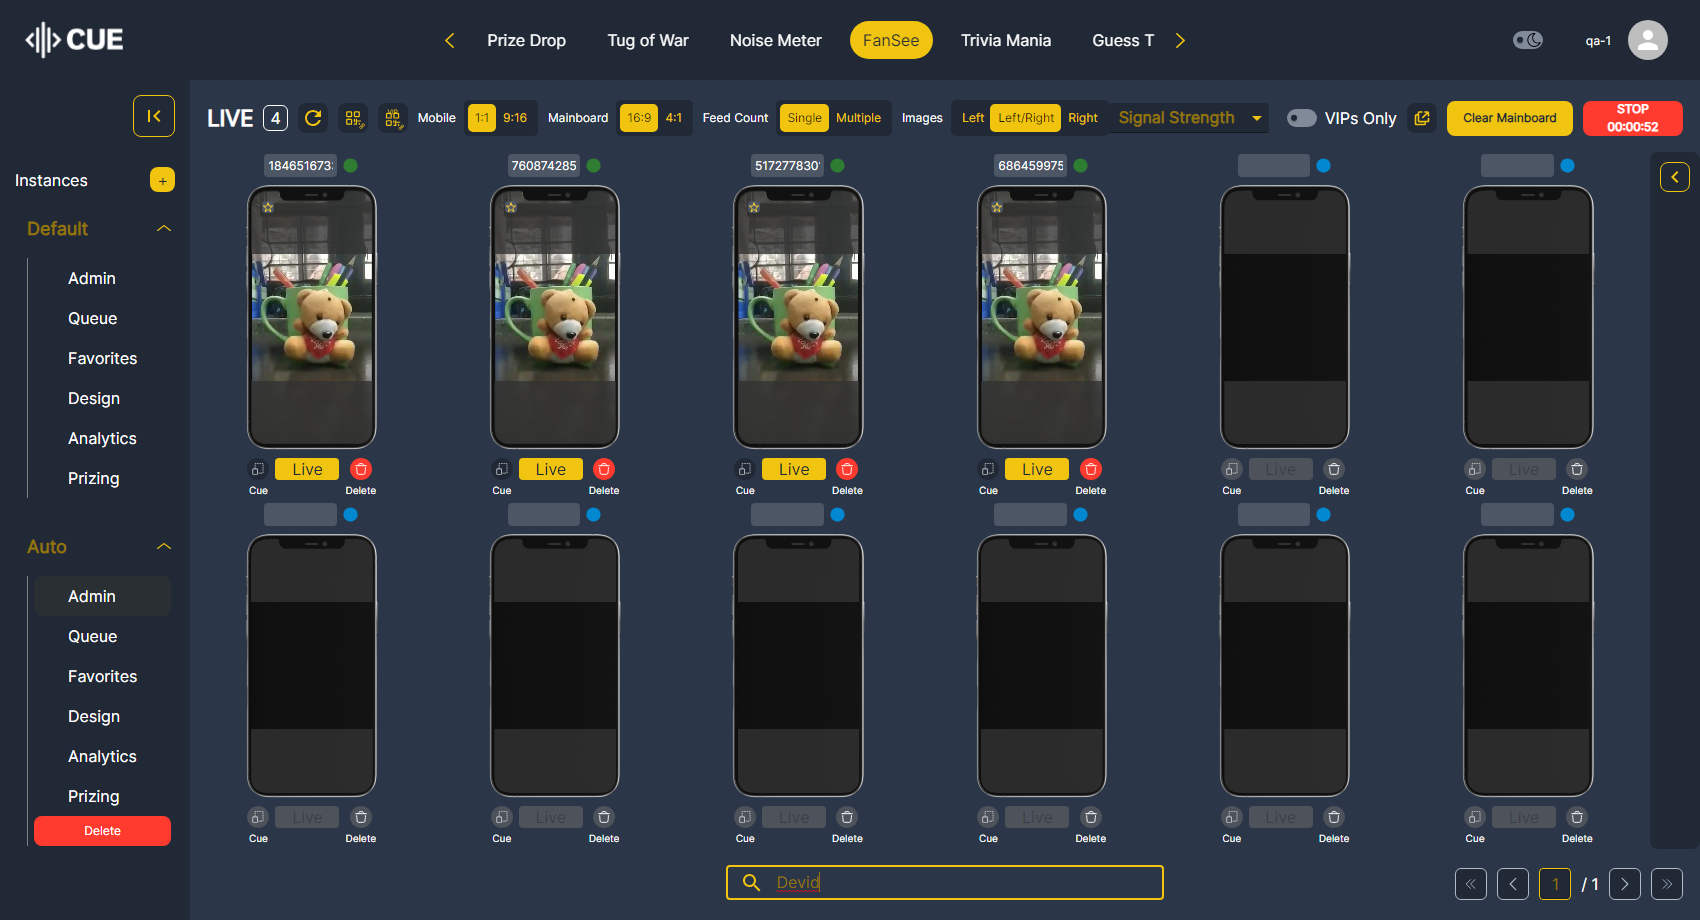 CUE
Prize Drop Tug of War Noise Meter FanSee Trivia Mania Guess T
qa-1
LIVE 4 Mobile 1:1 9:16 Mainboard 16:9 4:1 Feed Count Single Multiple Images Left Left/Right Right Signal Strength VIPs Only Clear Mainboard STOP
00:00:52
Instances +
Default
Admin
Queue
Favorites
Design
Analytics
Prizing
Auto
Admin
Queue
Favorites
Design
Analytics
Prizing
Delete
184651673 760874285 517277830 686459975
Live Live Live Live Live Live
Cue Delete Cue Delete Cue Delete Cue Delete Cue Delete Cue Delete
Live Live Live Live Live Live
Cue Delete Cue Delete Cue Delete Cue Delete Cue Delete Cue Delete
Devid
1 / 1